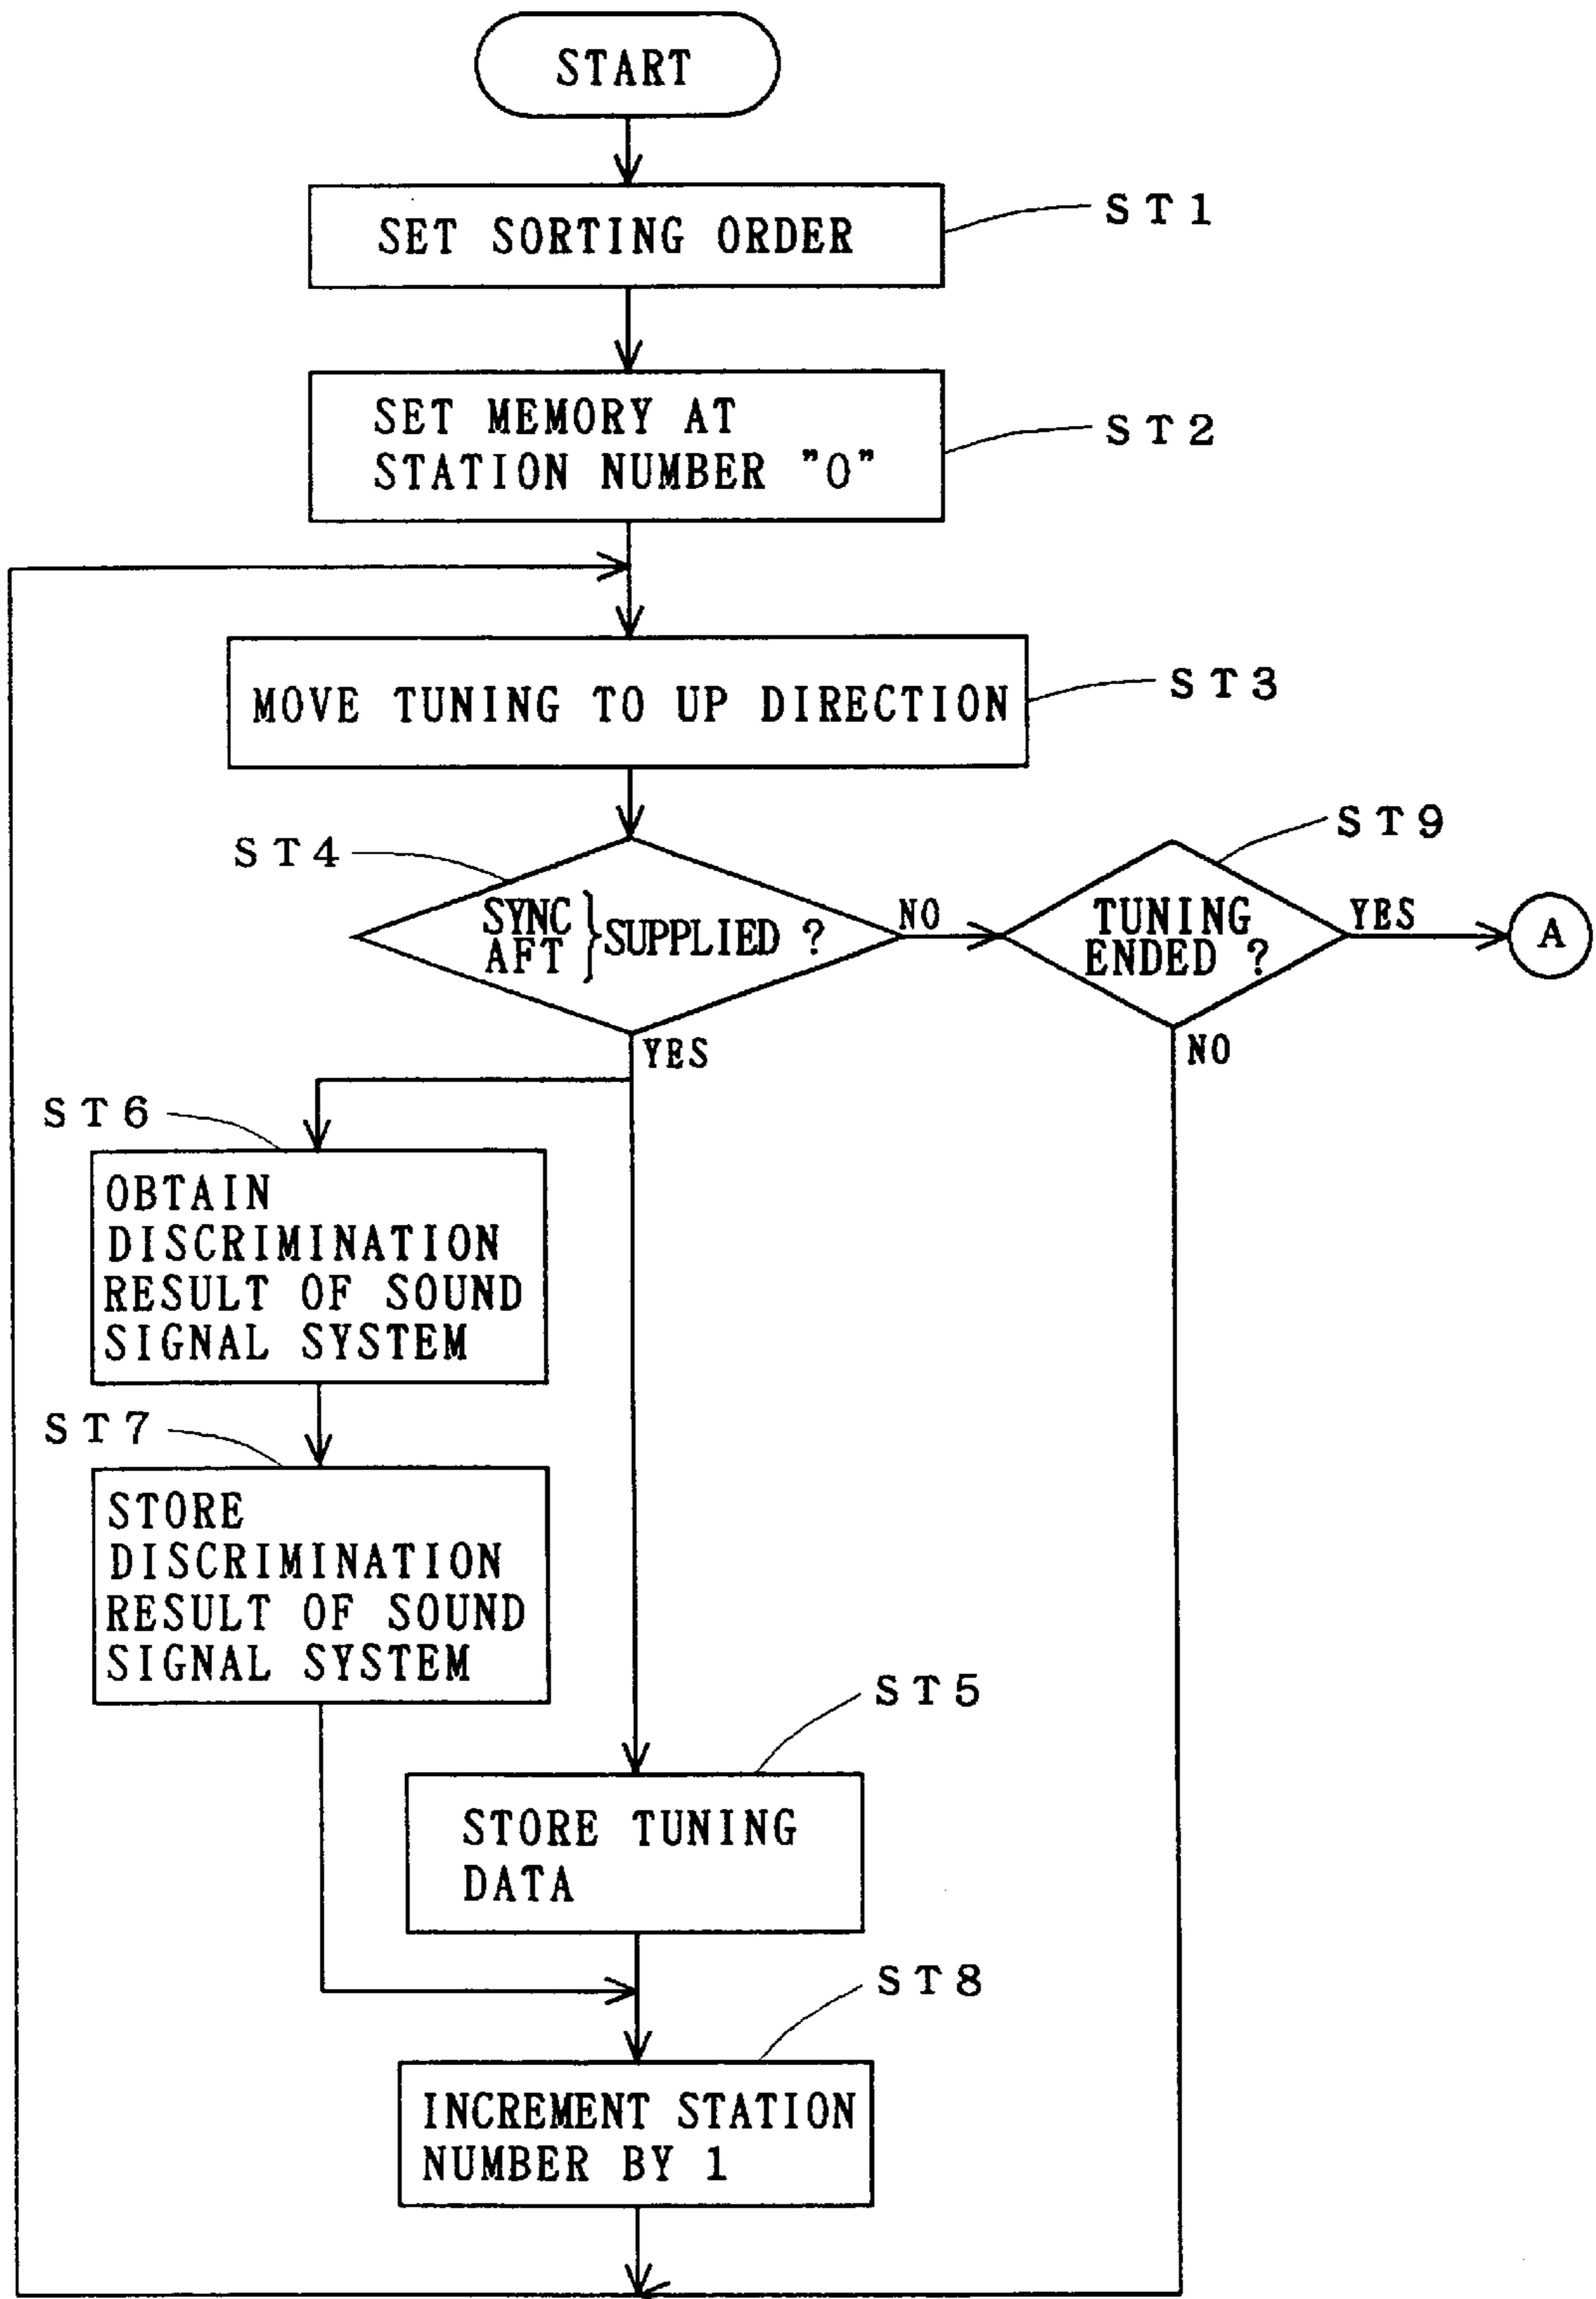 START
SET SORTING ORDER
ST1
SET MEMORY AT
STATION NUMBER "0"
ST2
MOVE TUNING TO UP DIRECTION
ST3
ST4
SYNC
AFT
} SUPPLIED ?
NO
ST9
TUNING
ENDED ?
YES
A
YES
NO
ST6
OBTAIN
DISCRIMINATION
RESULT OF SOUND
SIGNAL SYSTEM
ST7
STORE
DISCRIMINATION
RESULT OF SOUND
SIGNAL SYSTEM
ST5
STORE TUNING
DATA
ST8
INCREMENT STATION
NUMBER BY 1